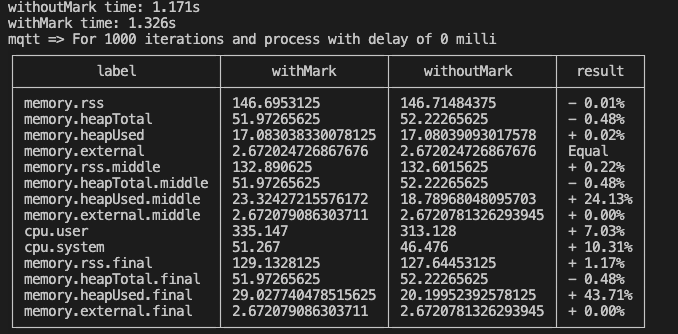 withoutMark time: 1.171s
withMark time: 1.326s
mqtt => For 1000 iterations and process with delay of 0 milli
label withMark withoutMark result
memory.rss 146.6953125 146.71484375 – 0.01%
memory.heapTotal 51.97265625 52.22265625 – 0.48%
memory.heapUsed 17.083038330078125 17.08039093017578 + 0.02%
memory.external 2.672024726867676 2.672024726867676 Equal
memory.rss.middle 132.890625 132.6015625 + 0.22%
memory.heapTotal.middle 51.97265625 52.22265625 – 0.48%
memory.heapUsed.middle 23.32427215576172 18.78968048095703 + 24.13%
memory.external.middle 2.672079086303711 2.6720781326293945 + 0.00%
cpu.user 335.147 313.128 + 7.03%
cpu.system 51.267 46.476 + 10.31%
memory.rss.final 129.1328125 127.64453125 + 1.17%
memory.heapTotal.final 51.97265625 52.22265625 – 0.48%
memory.heapUsed.final 29.027740478515625 20.19952392578125 + 43.71%
memory.external.final 2.672079086303711 2.6720781326293945 + 0.00%